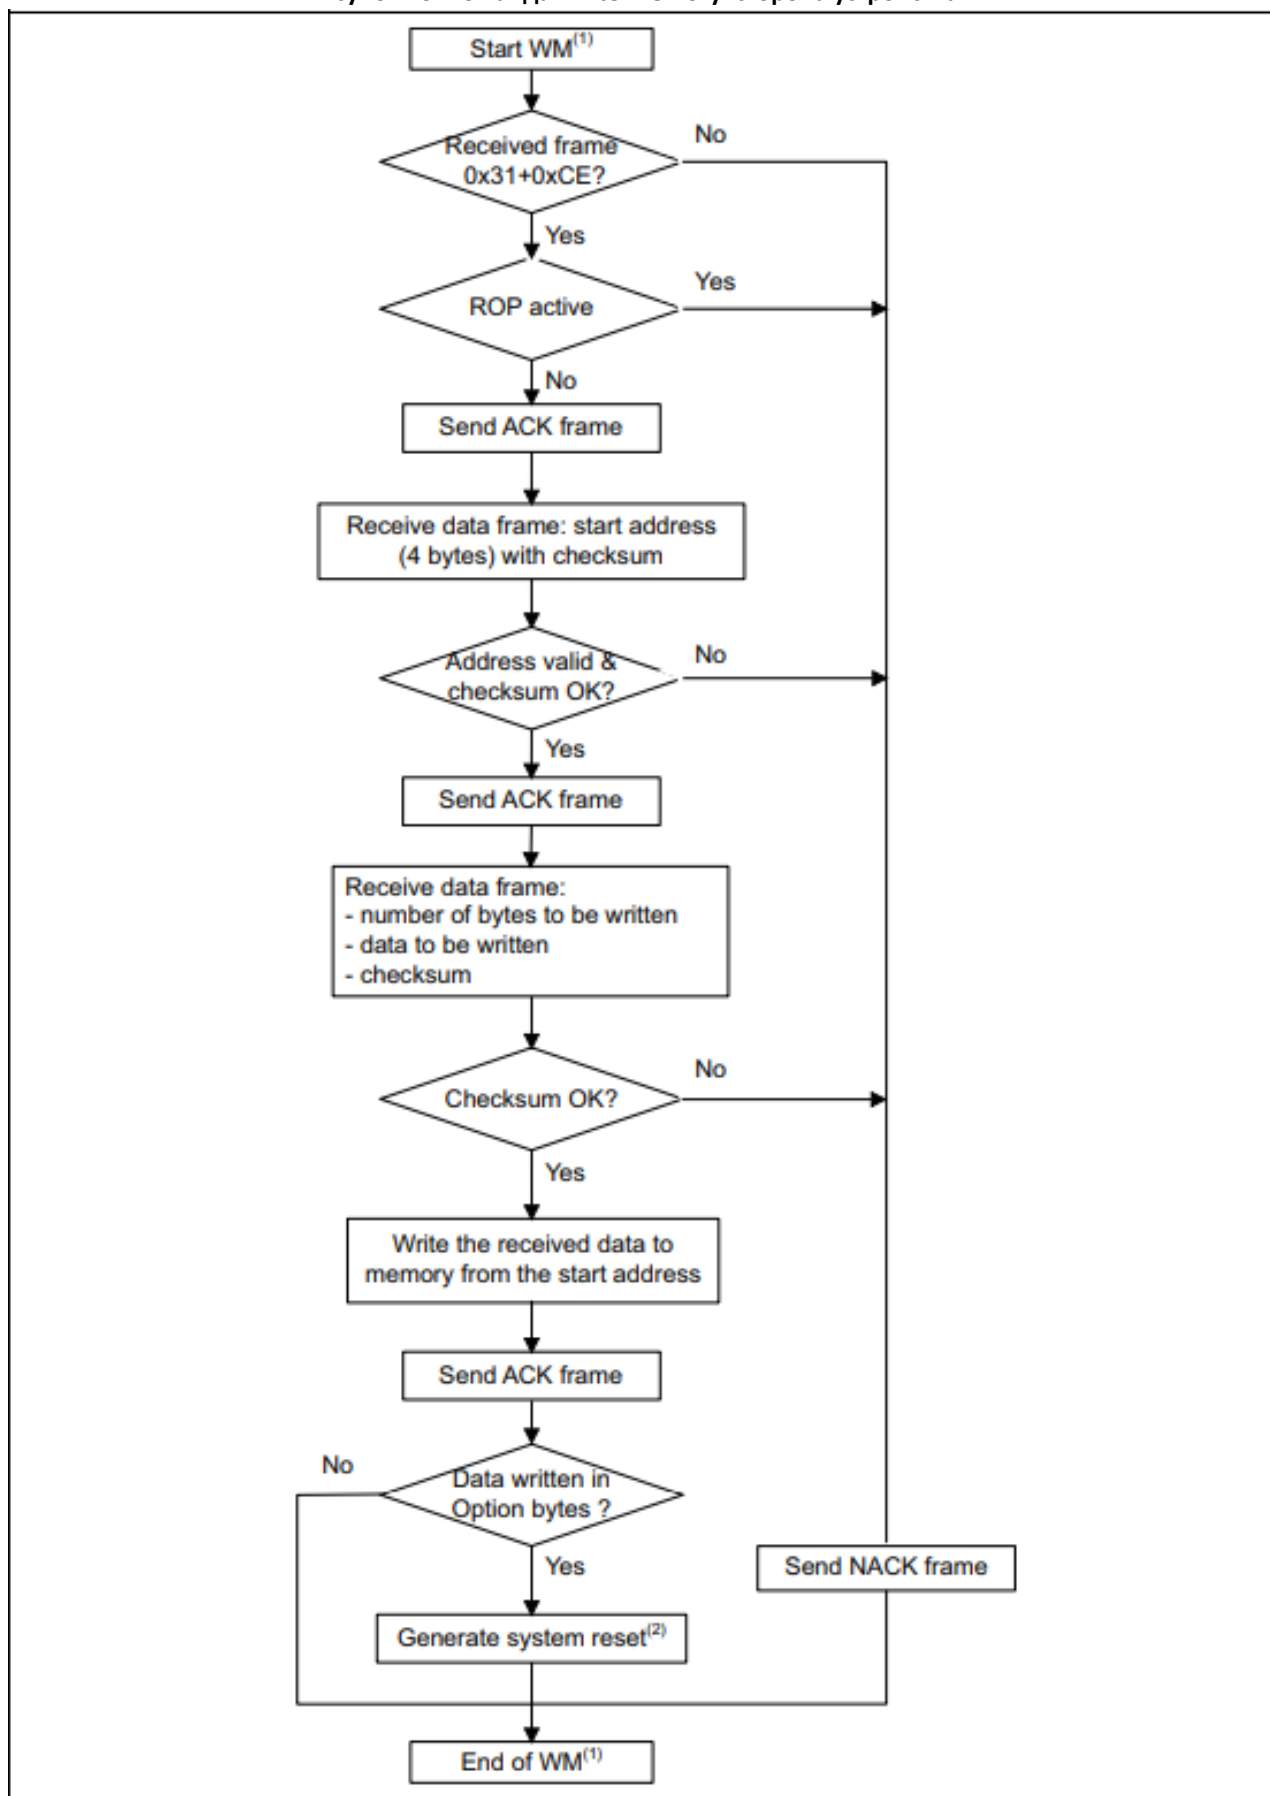 Start WM(1)
Received frame
0x31+0xCE?
No
Yes
ROP active
Yes
No
Send ACK frame
Receive data frame: start address
(4 bytes) with checksum
Address valid &
checksum OK?
No
Yes
Send ACK frame
Receive data frame:
- number of bytes to be written
- data to be written
- checksum
Checksum OK?
No
Yes
Write the received data to
memory from the start address
Send ACK frame
No
Data written in
Option bytes ?
Yes
Send NACK frame
Generate system reset(2)
End of WM(1)